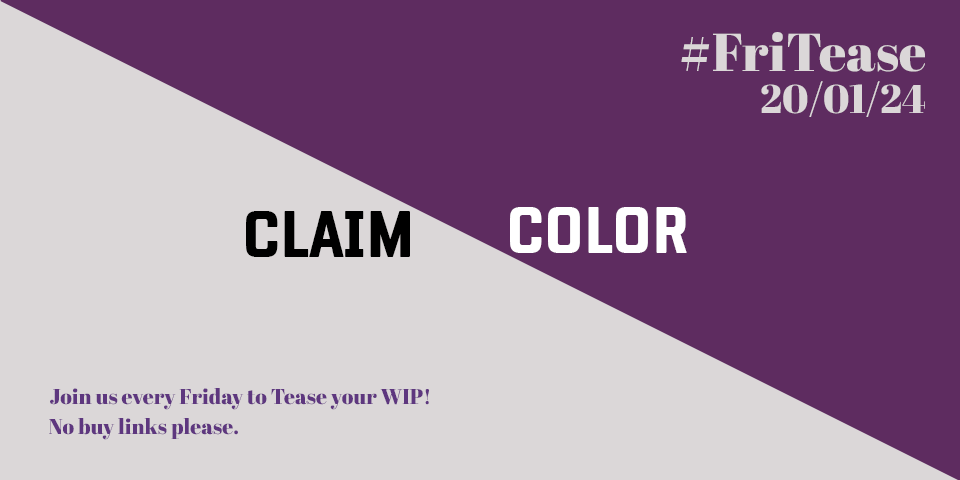 #FriTease
20/01/24
CLAIM
COLOR
Join us every Friday to Tease your WIP!
No buy links please.